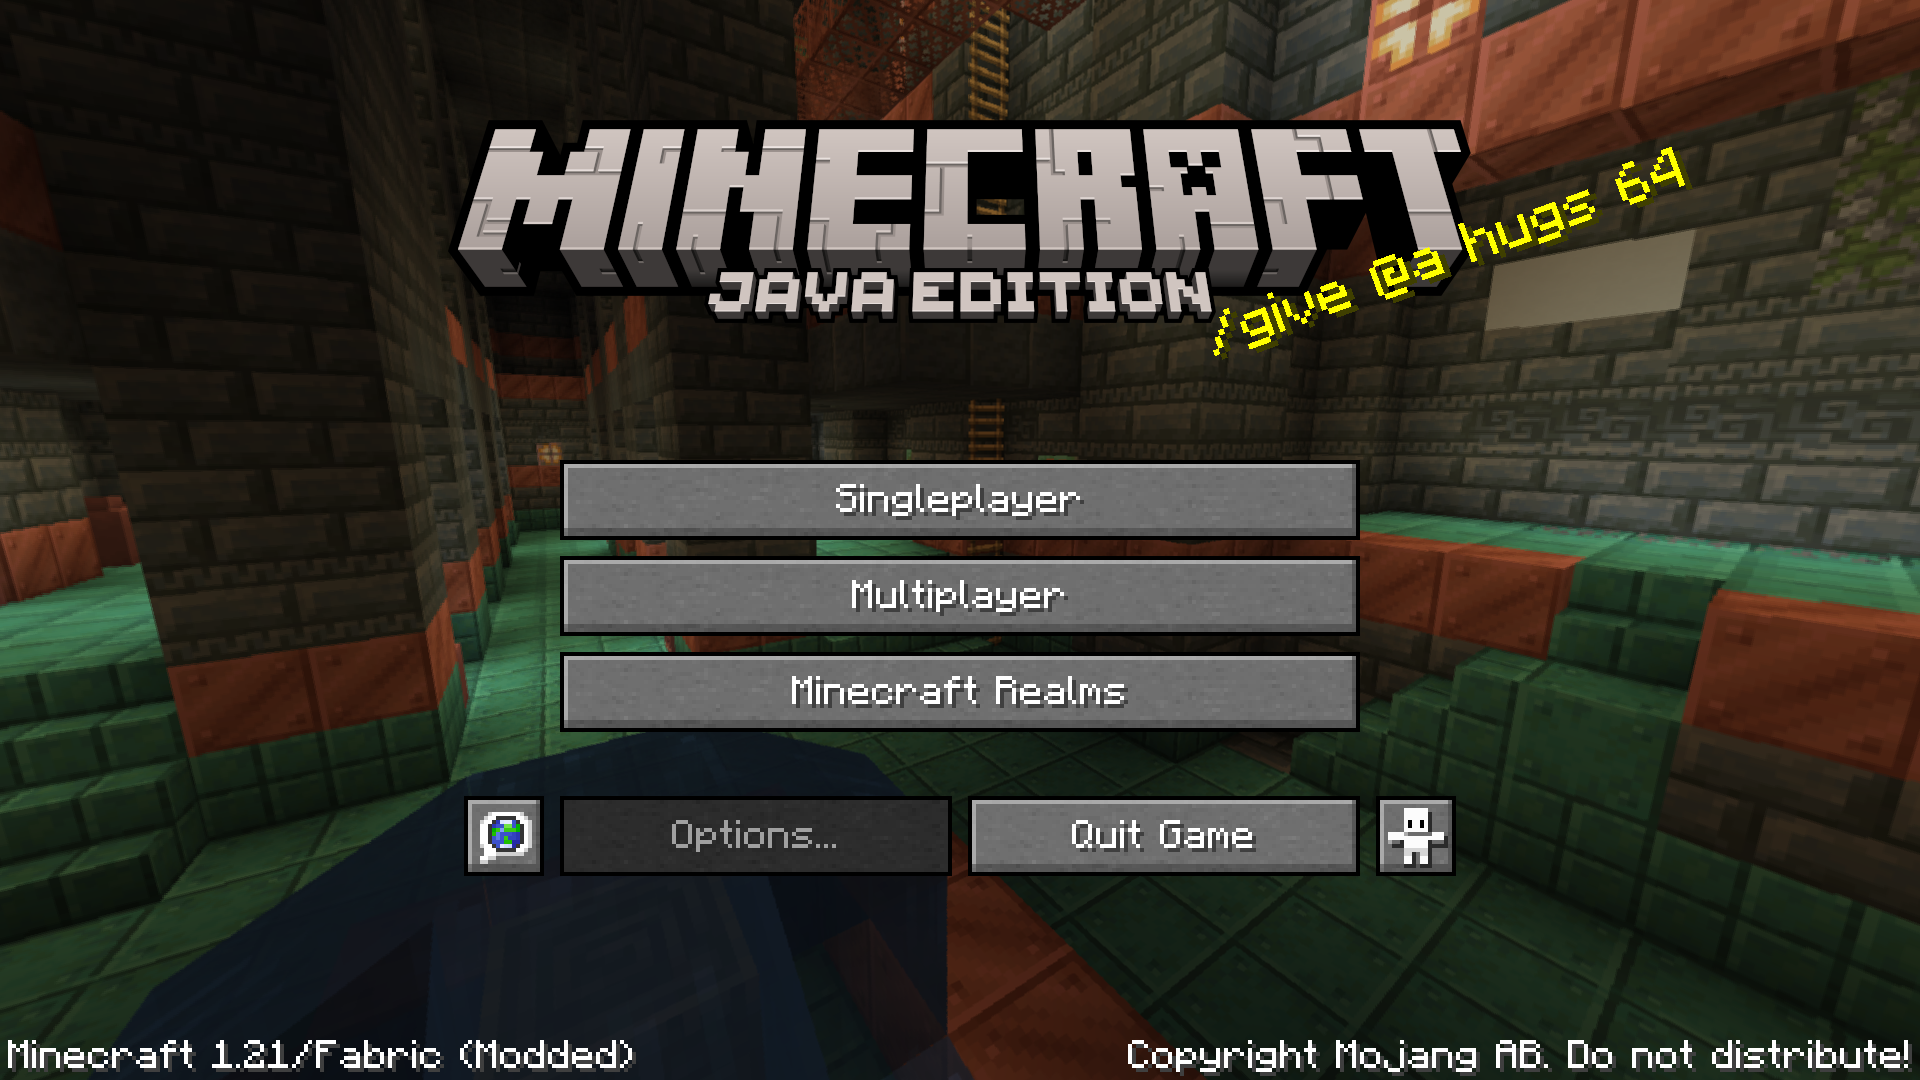 MINECRAFT
JAVA EDITION
/give @a hugs 64
Singleplayer
Multiplayer
Minecraft Realms
Options...
Quit Game
Minecraft 1.21/Fabric (Modded)
Copyright Mojang AB. Do not distribute!